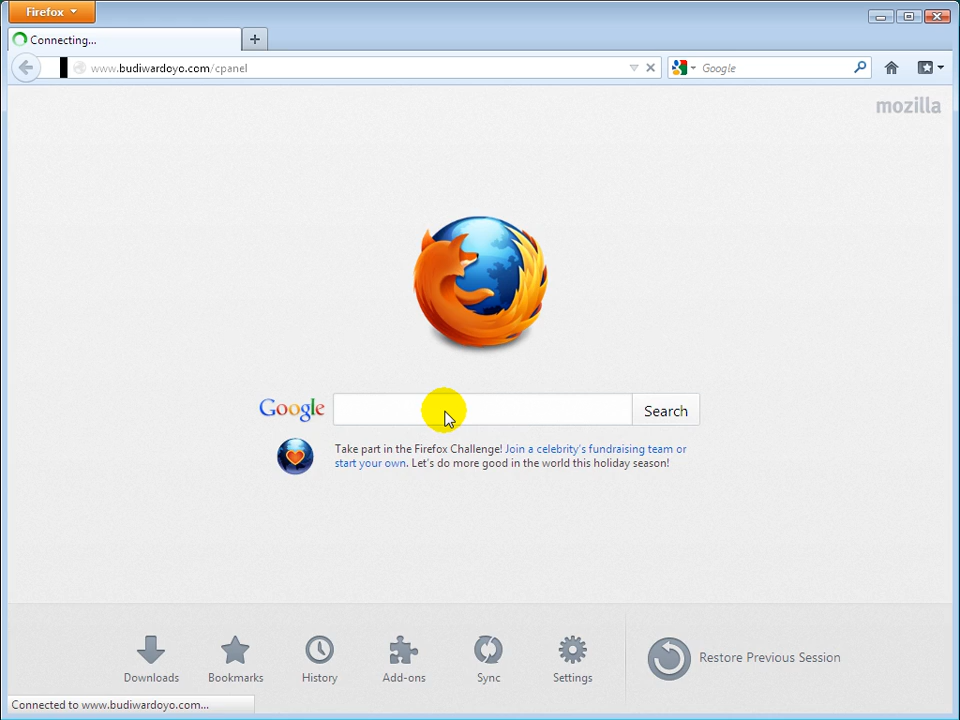 Firefox
Connecting...
www.budiwardoyo.com/cpanel
Google
mozilla
Google
Search
Take part in the Firefox Challenge! Join a celebrity's fundraising team or
start your own. Let's do more good in the world this holiday season!
Downloads
Bookmarks
History
Add-ons
Sync
Settings
Restore Previous Session
Connected to www.budiwardoyo.com...